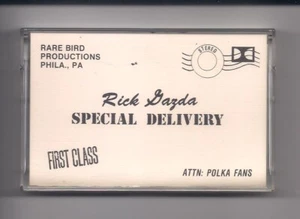 RARE BIRD
PRODUCTIONS
PHILA., PA
STEREO
Rick Gazda
SPECIAL DELIVERY
FIRST CLASS
ATTN: POLKA FANS